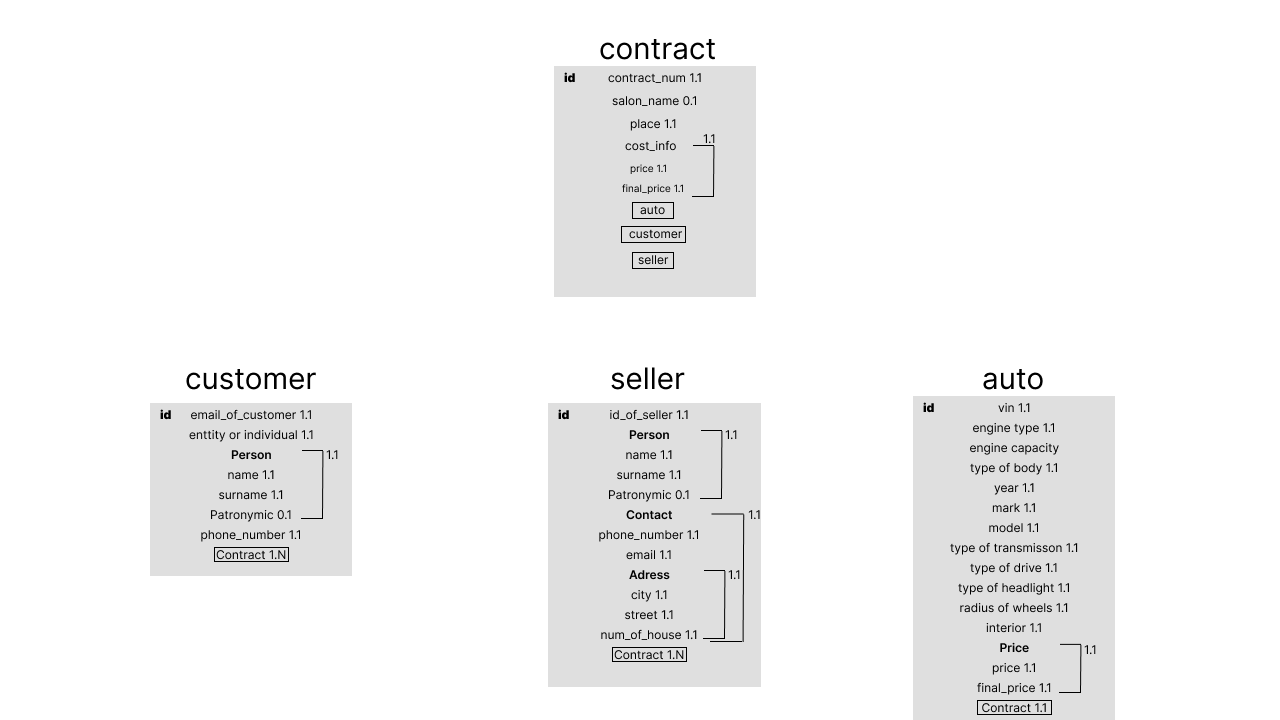 contract
id contract_num 1.1
salon_name 0.1
place 1.1
1.1
cost_info
price 1.1
final_price 1.1
auto
customer
seller
customer
id email_of_customer 1.1
enttity or individual 1.1
Person 1.1
name 1.1
surname 1.1
Patronymic 0.1
phone_number 1.1
Contract 1.N
seller
id id_of_seller 1.1
Person 1.1
name 1.1
surname 1.1
Patronymic 0.1
Contact 1.1
phone_number 1.1
email 1.1
Adress 1.1
city 1.1
street 1.1
num_of_house 1.1
Contract 1.N
auto
id vin 1.1
engine type 1.1
engine capacity
type of body 1.1
year 1.1
mark 1.1
model 1.1
type of transmisson 1.1
type of drive 1.1
type of headlight 1.1
radius of wheels 1.1
interior 1.1
Price 1.1
price 1.1
final_price 1.1
Contract 1.1